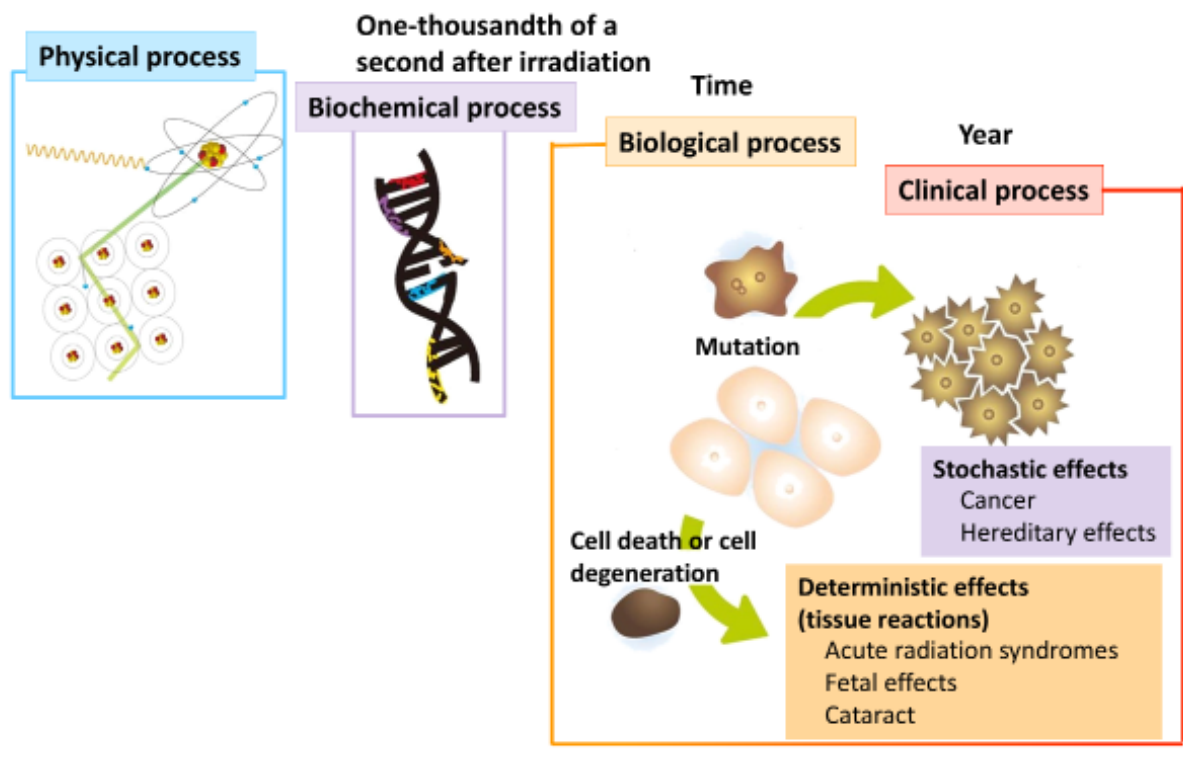 Physical process
One-thousandth of a
second after irradiation
Biochemical process
Time
Biological process
Year
Clinical process
Mutation
Stochastic effects
Cancer
Hereditary effects
Cell death or cell
degeneration
Deterministic effects
(tissue reactions)
Acute radiation syndromes
Fetal effects
Cataract